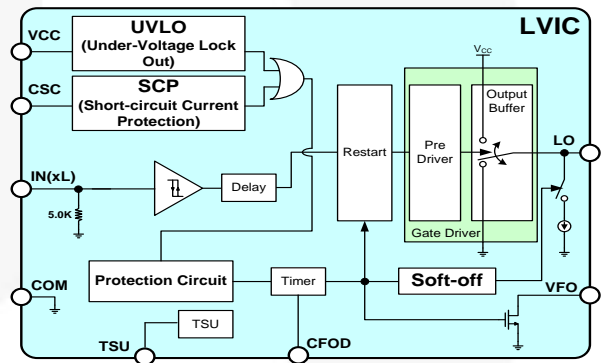 LVIC
VCC
UVLO
(Under-Voltage Lock
Out)
CSC
SCP
(Short-circuit Current
Protection)
VCC
Output
Buffer
Restart
Pre
Driver
LO
IN(xL)
Delay
5.0K
Gate Driver
COM
Protection Circuit
Timer
Soft-off
VFO
TSU
TSU
CFOD